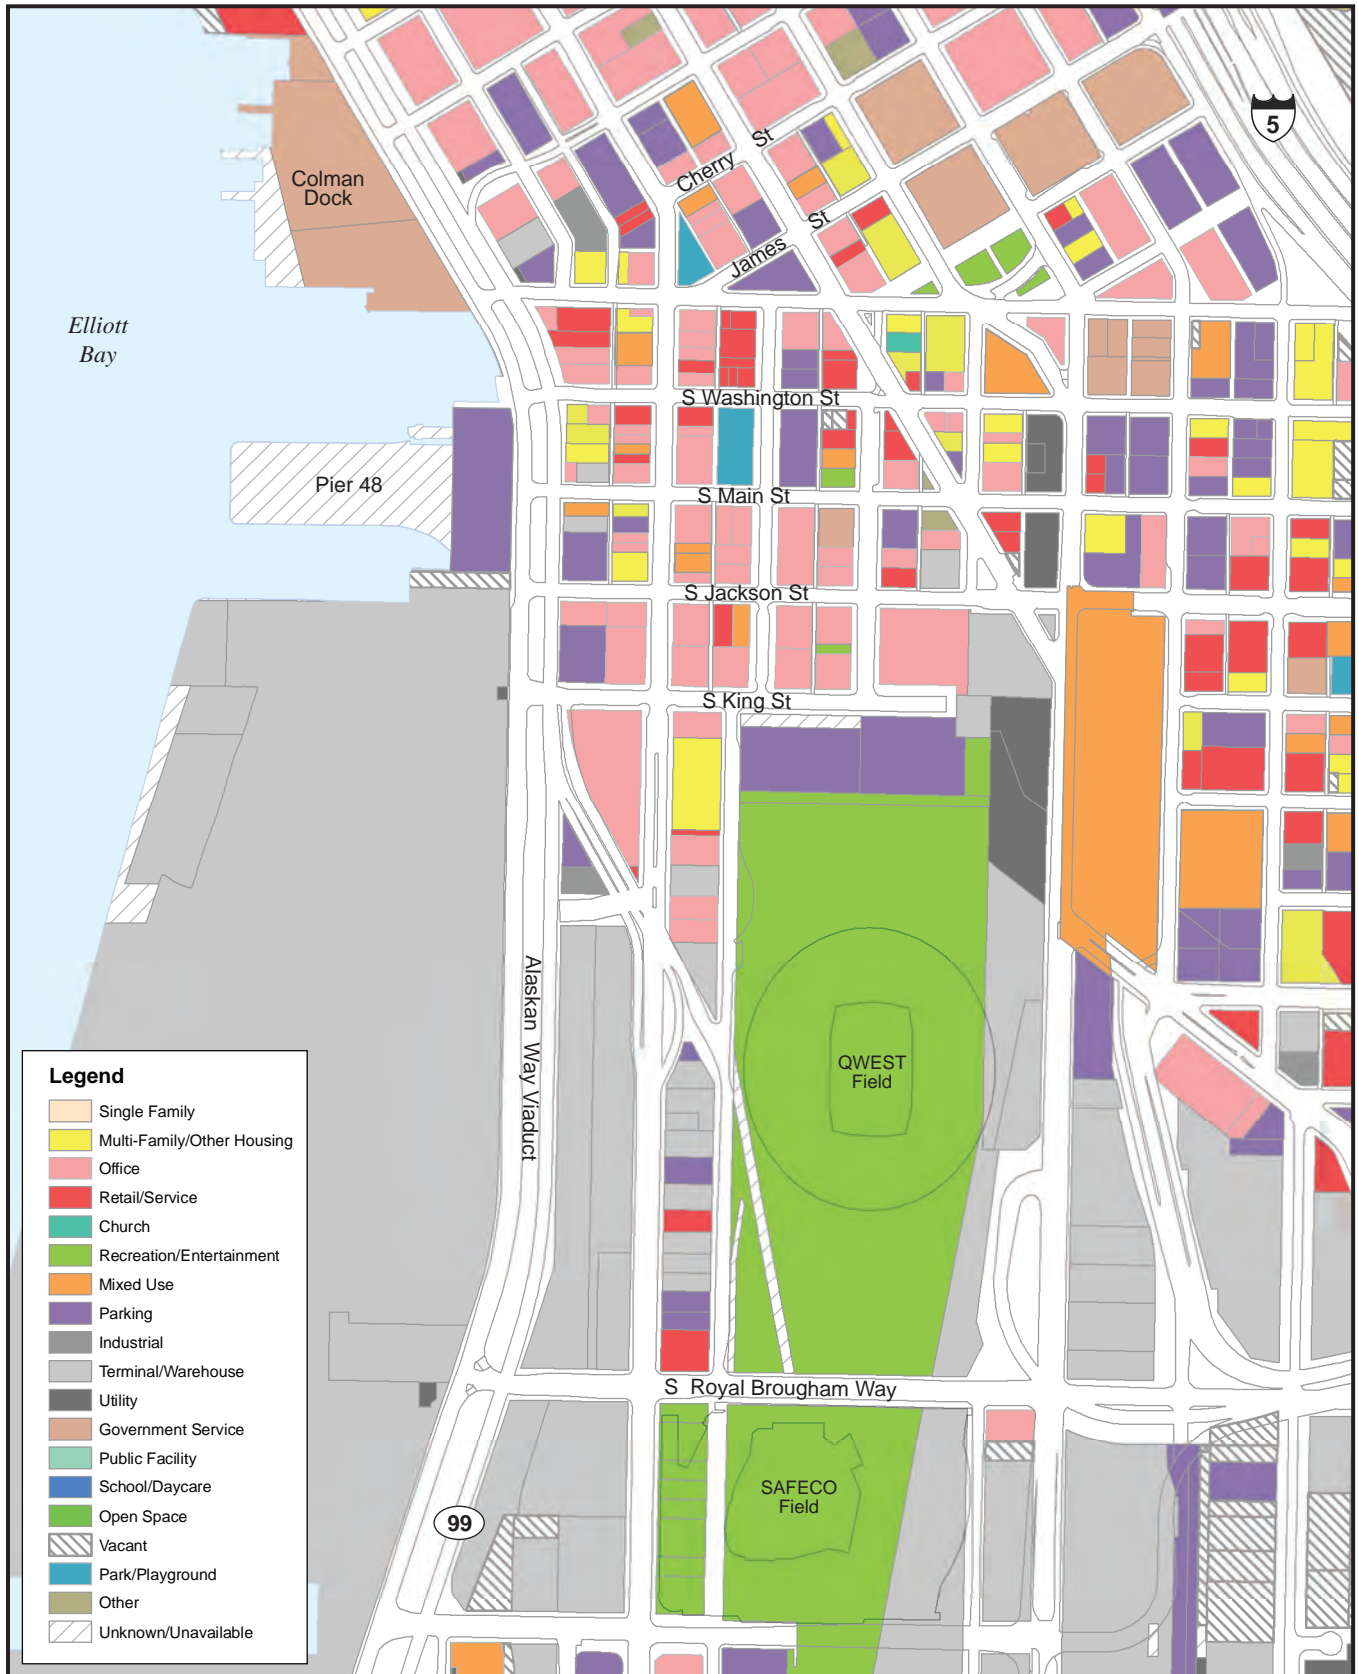 5
Colman
Dock
Cherry St
James St
Elliott
Bay
S Washington St
Pier 48
S Main St
S Jackson St
S King St
Alaskan Way Viaduct
QWEST
Field
S Royal Brougham Way
SAFECO
Field
99
Legend
Single Family
Multi-Family/Other Housing
Office
Retail/Service
Church
Recreation/Entertainment
Mixed Use
Parking
Industrial
Terminal/Warehouse
Utility
Government Service
Public Facility
School/Daycare
Open Space
Vacant
Park/Playground
Other
Unknown/Unavailable